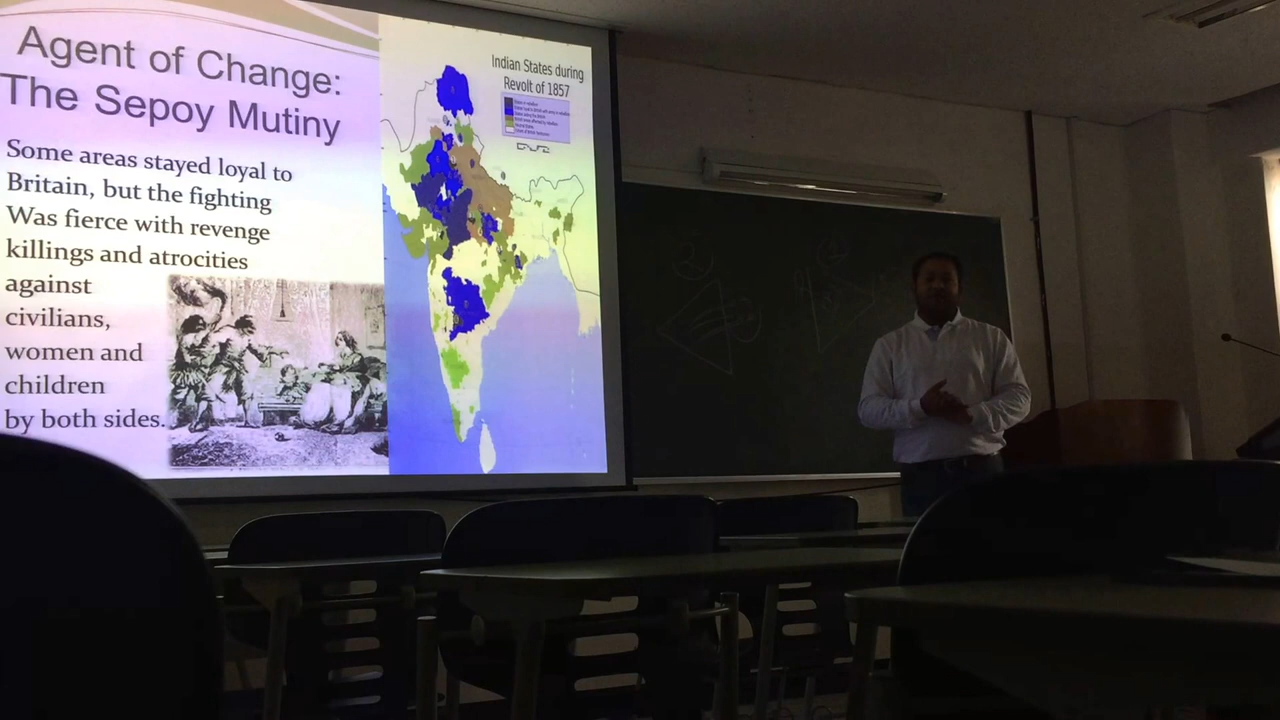 Agent of Change:
The Sepoy Mutiny
Some areas stayed loyal to
Britain, but the fighting
Was fierce with revenge
killings and atrocities
against
civilians,
women and
children
by both sides.
Indian States during
Revolt of 1857